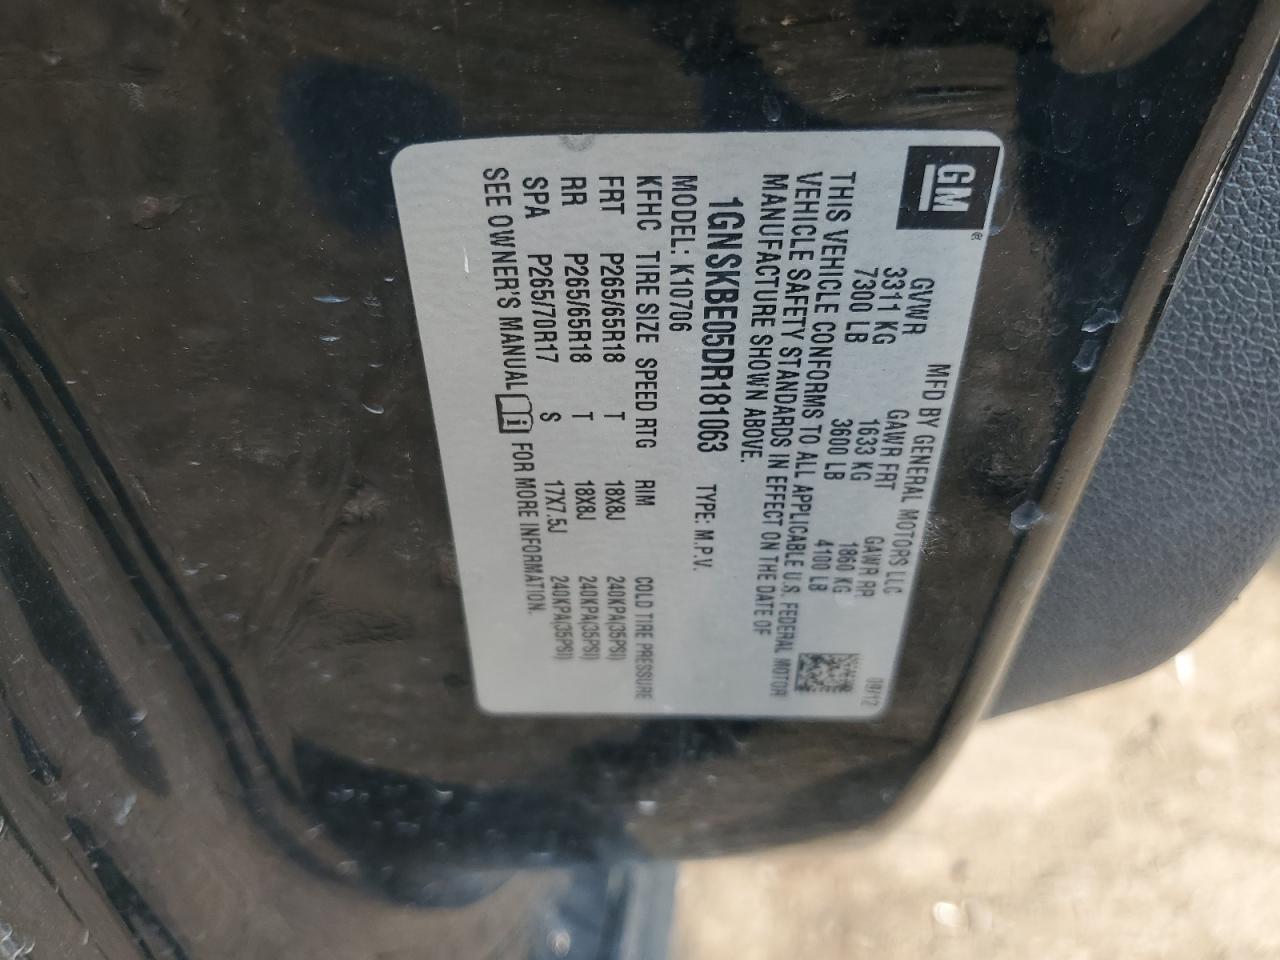 GM®
MFD BY GENERAL MOTORS LLC
09/12
GVWR GAWR FRT GAWR RR
3311 KG 1633 KG 1860 KG
7300 LB 3600 LB 4100 LB
THIS VEHICLE CONFORMS TO ALL APPLICABLE U.S. FEDERAL MOTOR
VEHICLE SAFETY STANDARDS IN EFFECT ON THE DATE OF
MANUFACTURE SHOWN ABOVE.
1GNSKBE05DR181063 TYPE: M.P.V.
MODEL: K10706
KFHC TIRE SIZE SPEED RTG RIM COLD TIRE PRESSURE
FRT P265/65R18 T 18X8J 240KPA(35PSI)
RR P265/65R18 T 18X8J 240KPA(35PSI)
SPA P265/70R17 S 17X7.5J 240KPA(35PSI)
SEE OWNER'S MANUAL i FOR MORE INFORMATION.